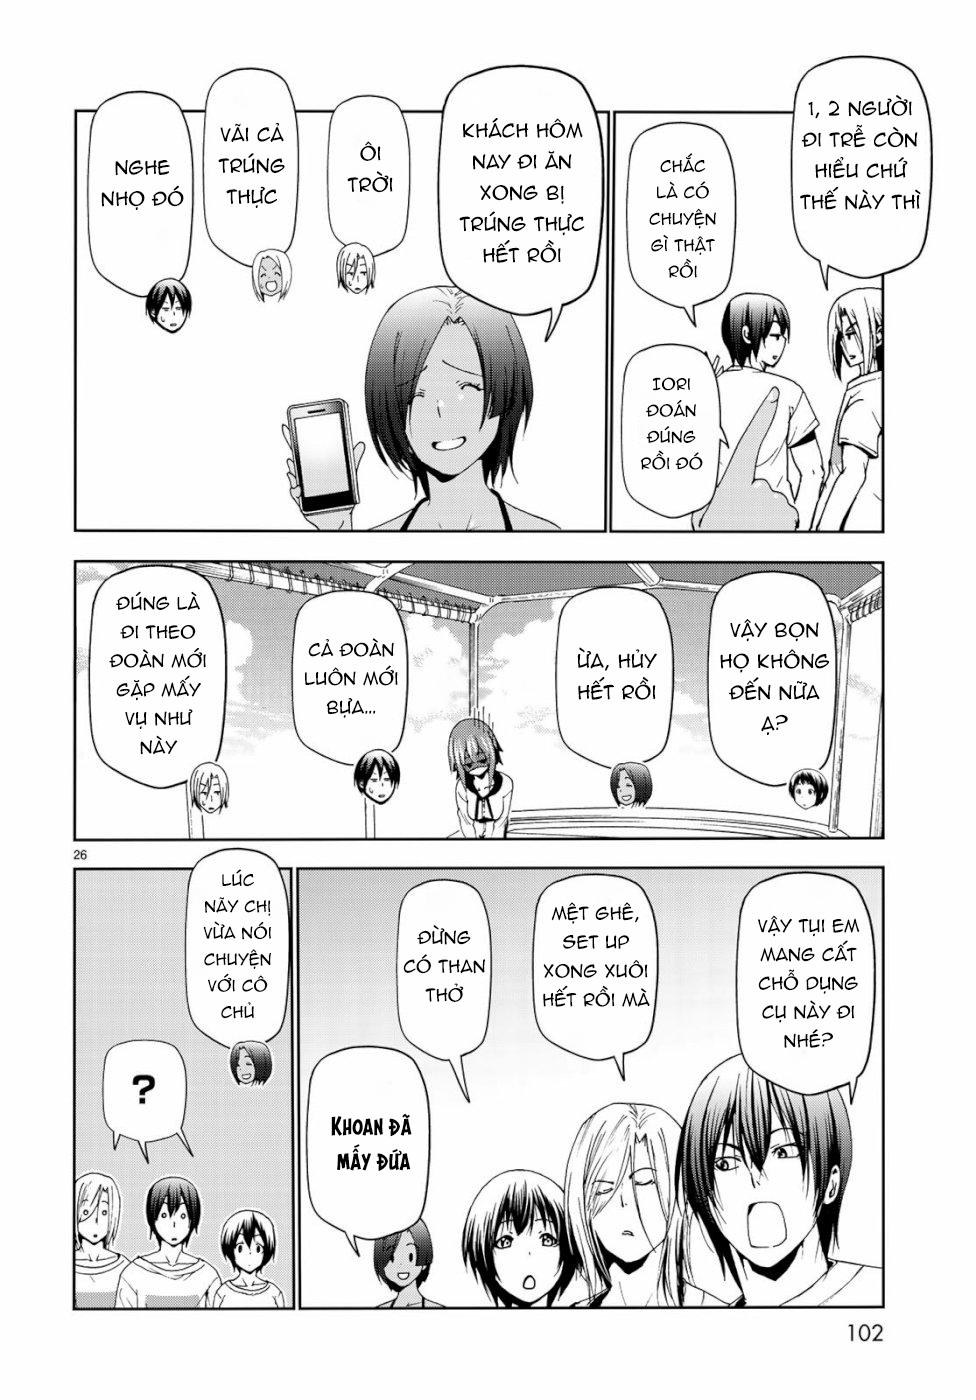 1, 2 NGƯỜI
ĐI TRỄ CÒN
HIỂU CHỨ
THẾ NÀY THÌ
CHẮC
LÀ CÓ
CHUYỆN
GÌ THẬT
RỒI
IORI
ĐOÁN
ĐÚNG
RỒI ĐÓ
KHÁCH HÔM
NAY ĐI ĂN
XONG BỊ
TRÚNG THỰC
HẾT RỒI
ÔI
TRỜI
VÃI CẢ
TRÚNG
THỰC
NGHE
NHỌ ĐÓ
VẬY BỌN
HỌ KHÔNG
ĐẾN NỮA
Ạ?
ỪA, HỦY
HẾT RỒI
CẢ ĐOÀN
LUÔN MỚI
BỰA...
ĐÚNG LÀ
ĐI THEO
ĐOÀN MỚI
GẶP MẤY
VỤ NHƯ
NÀY
26
VẬY TỤI EM
MANG CẤT
CHỖ DỤNG
CỤ NÀY ĐI
NHÉ?
MỆT GHÊ,
SET UP
XONG XUÔI
HẾT RỒI MÀ
ĐỪNG
CÓ THAN
THỞ
KHOAN ĐÃ
MẤY ĐỨA
LÚC
NÃY CHỊ
VỪA NÓI
CHUYỆN
VỚI CÔ
CHỦ
?
102